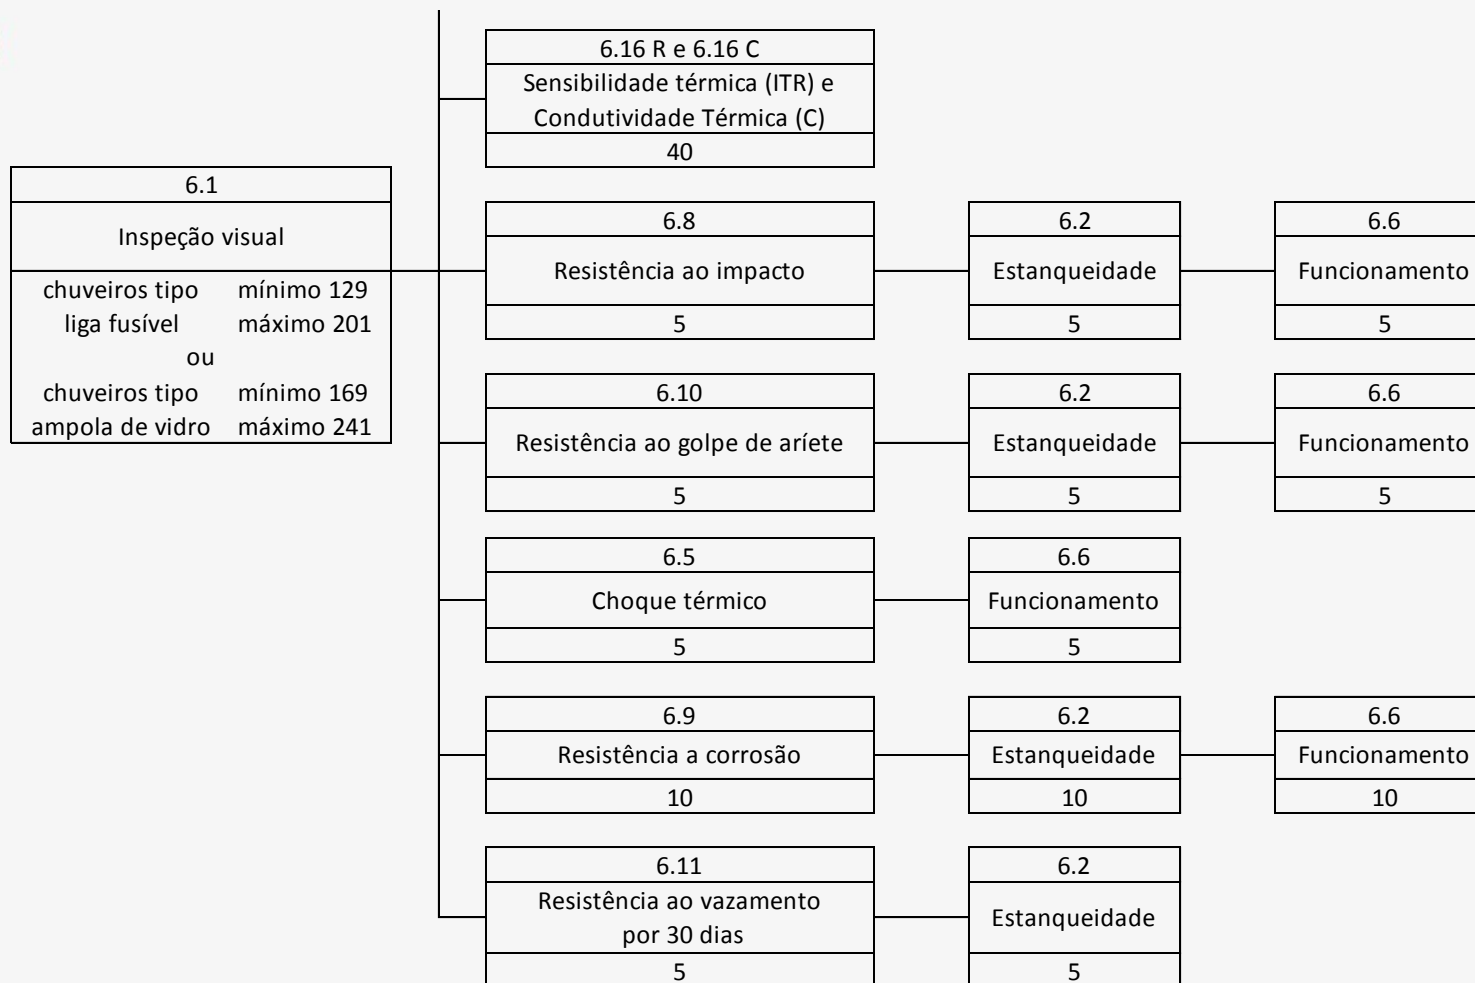 6.16 R e 6.16 C
Sensibilidade térmica (ITR) e
Condutividade Térmica (C)
40
6.1
Inspeção visual
chuveiros tipo mínimo 129
liga fusível máximo 201
ou
chuveiros tipo mínimo 169
ampola de vidro máximo 241
6.8
Resistência ao impacto
5
6.2
Estanqueidade
5
6.6
Funcionamento
5
6.10
Resistência ao golpe de aríete
5
6.2
Estanqueidade
5
6.6
Funcionamento
5
6.5
Choque térmico
5
6.6
Funcionamento
5
6.9
Resistência a corrosão
10
6.2
Estanqueidade
10
6.6
Funcionamento
10
6.11
Resistência ao vazamento
por 30 dias
5
6.2
Estanqueidade
5